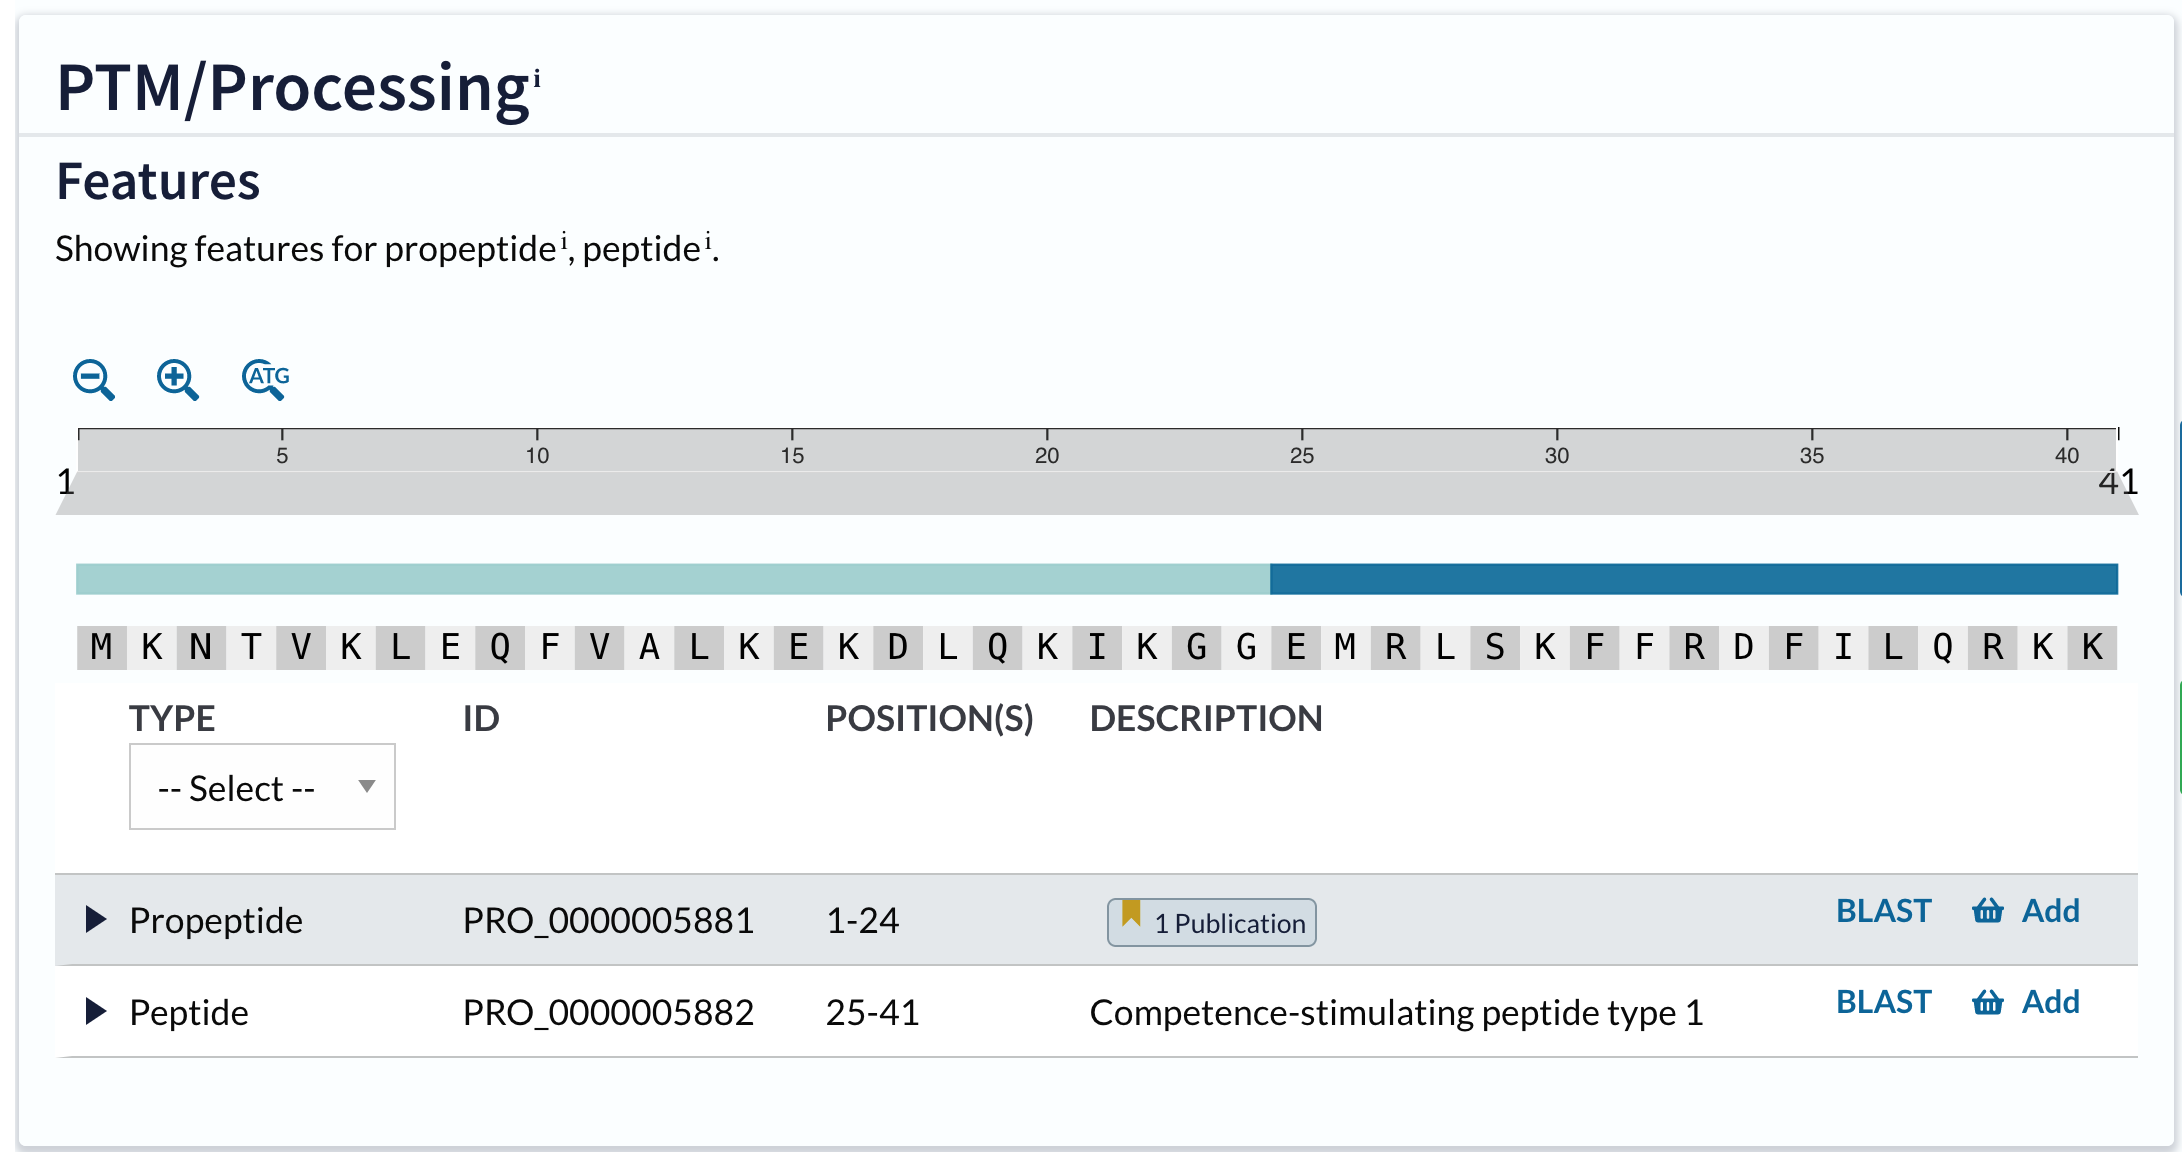 PTM/Processing i
Features
Showing features for propeptide i, peptide i.
ATG
5 10 15 20 25 30 35 40
1 41
M K N T V K L E Q F V A L K E K D L Q K I K G G E M R L S K F F R D F I L Q R K K
TYPE ID POSITION(S) DESCRIPTION
-- Select --
Propeptide PRO_0000005881 1-24 1 Publication BLAST Add
Peptide PRO_0000005882 25-41 Competence-stimulating peptide type 1 BLAST Add